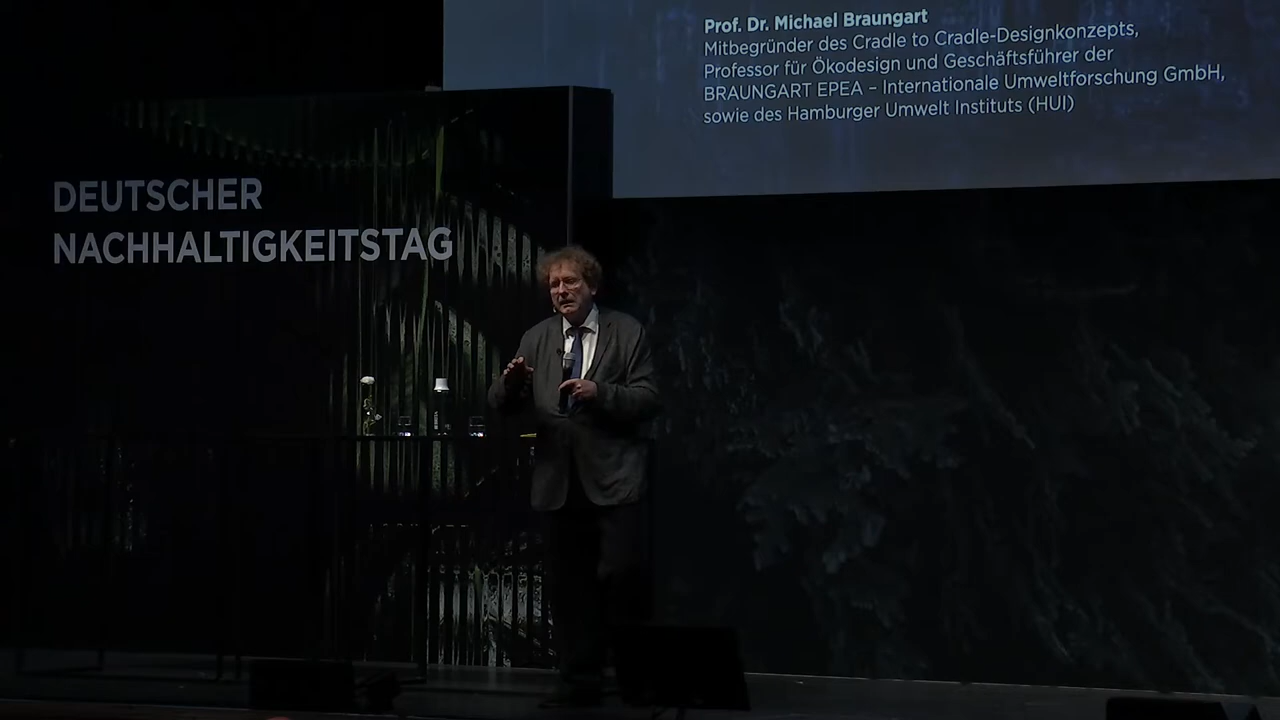 Prof. Dr. Michael Braungart
Mitbegründer des Cradle to Cradle-Designkonzepts,
Professor für Ökodesign und Geschäftsführer der
BRAUNGART EPEA – Internationale Umweltforschung GmbH,
sowie des Hamburger Umwelt Instituts (HUI)
DEUTSCHER
NACHHALTIGKEITSTAG